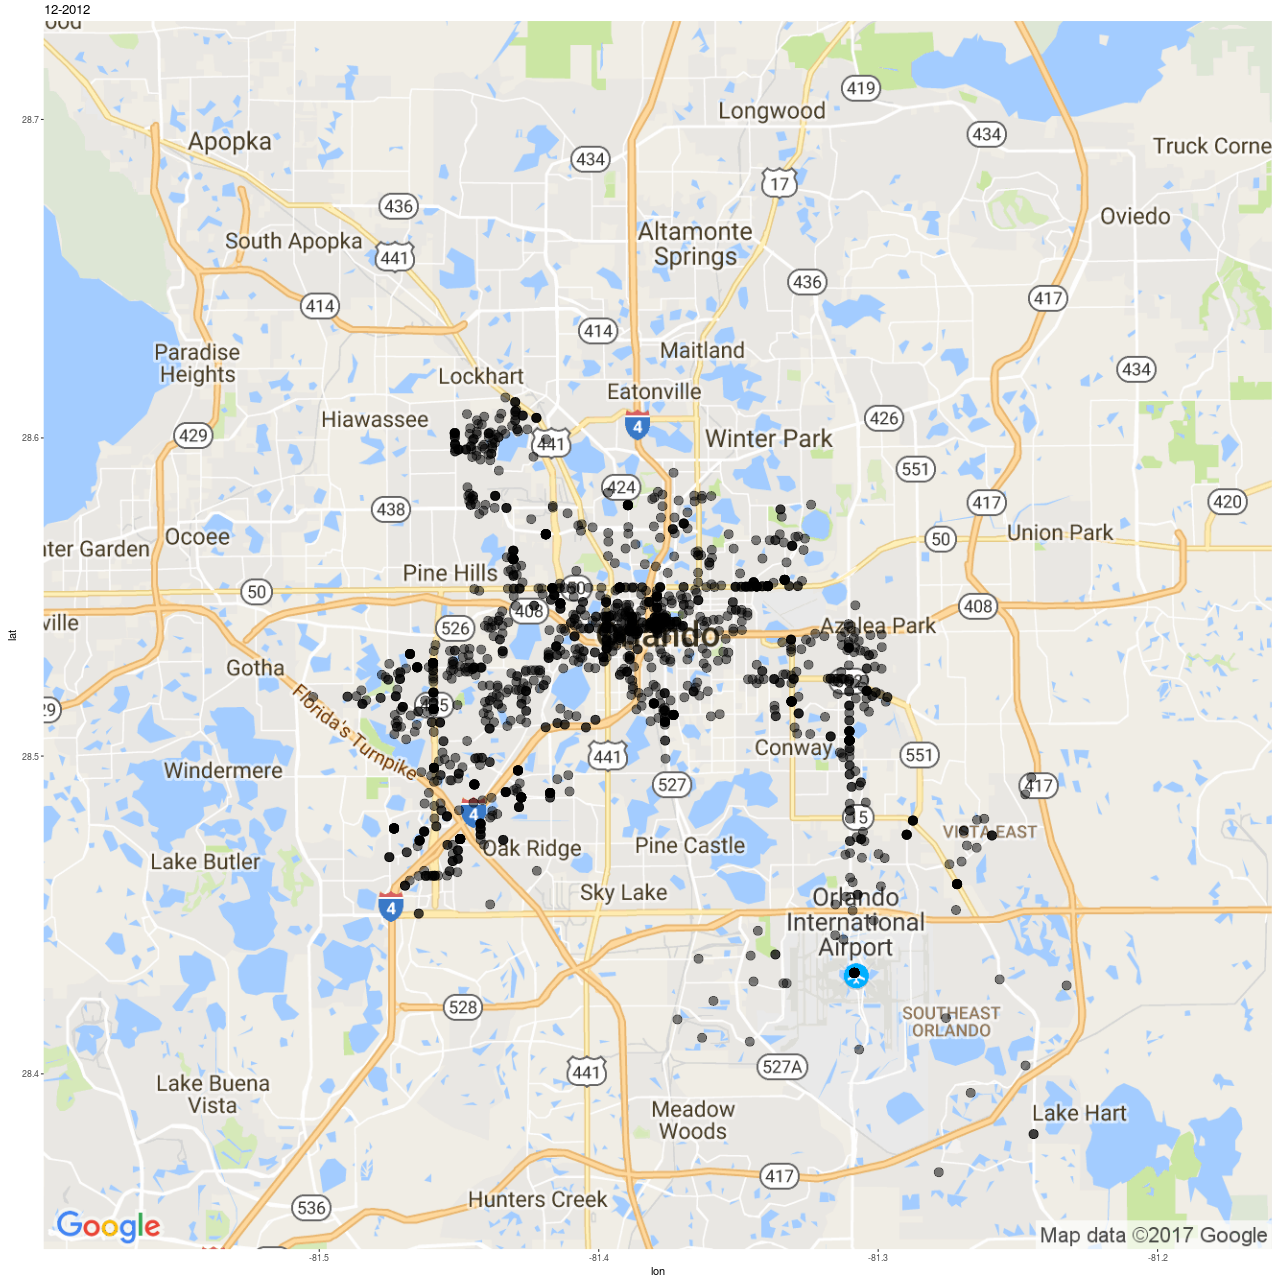 12-2012
ood
419
Longwood
434
Apopka
434
Truck Corne
17
436
Oviedo
South Apopka
Altamonte
Springs
441
436
417
414
414
Paradise
Heights
Maitland
434
Lockhart
Eatonville
Hiawassee
426
4
429
441
Winter Park
551
424
417
420
438
Ocoee
50
Union Park
ater Garden
Pine Hills
50
50
408
408
ville
526
Azalea Park
Orlando
Gotha
29
Florida's Turnpike
Conway
441
551
Windermere
527
417
4
15
VISTA EAST
Oak Ridge
Pine Castle
Lake Butler
Sky Lake
4
Orlando
International
Airport
528
SOUTHEAST
ORLANDO
527A
441
Lake Buena
Vista
Meadow
Woods
Lake Hart
417
Hunters Creek
536
Google
Map data ©2017 Google
28.7
28.6
28.5
28.4
lat
-81.5
-81.4
-81.3
-81.2
lon